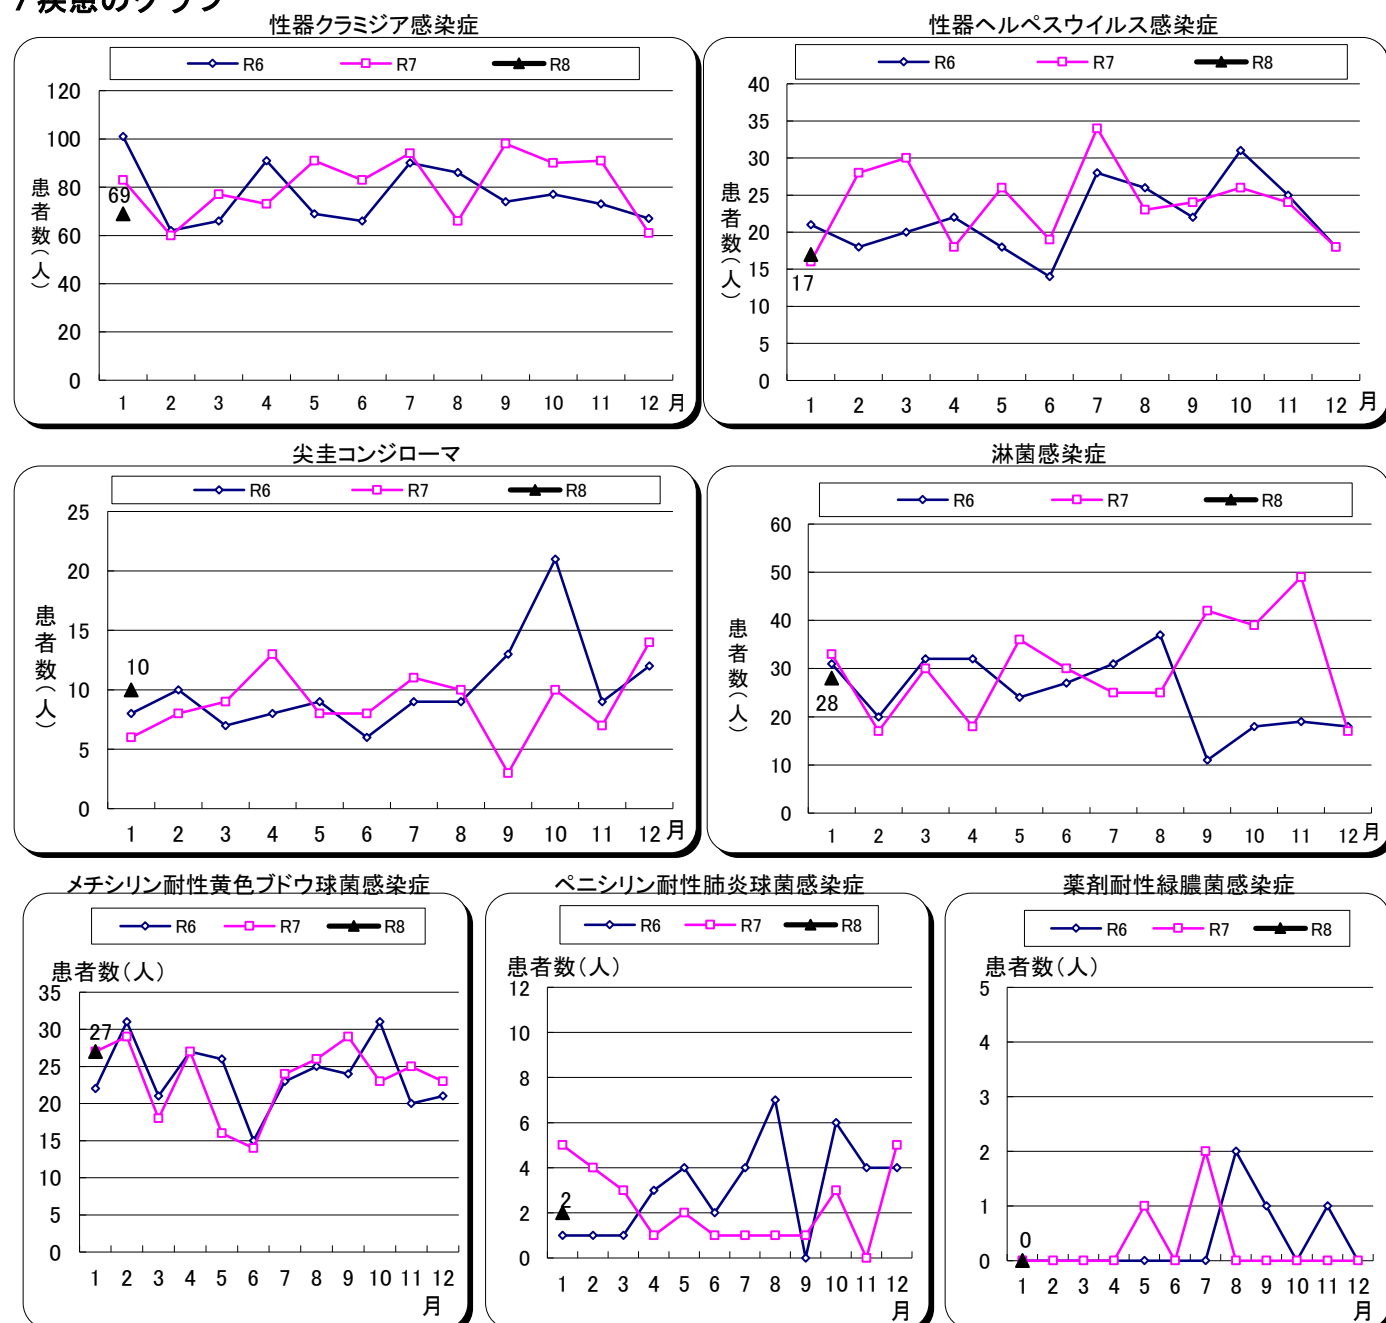 7疾患のグラフ
性器クラミジア感染症
R6 R7 R8
患者数(人)
120
100
80
60
40
20
0
69
1 2 3 4 5 6 7 8 9 10 11 12 月
性器ヘルペスウイルス感染症
R6 R7 R8
患者数(人)
40
35
30
25
20
15
10
5
0
17
1 2 3 4 5 6 7 8 9 10 11 12 月
尖圭コンジローマ
R6 R7 R8
患者数(人)
25
20
15
10
5
0
10
1 2 3 4 5 6 7 8 9 10 11 12 月
淋菌感染症
R6 R7 R8
患者数(人)
60
50
40
30
20
10
0
28
1 2 3 4 5 6 7 8 9 10 11 12 月
メチシリン耐性黄色ブドウ球菌感染症
R6 R7 R8
患者数(人)
35
30
25
20
15
10
5
0
27
1 2 3 4 5 6 7 8 9 10 11 12
月
ペニシリン耐性肺炎球菌感染症
R6 R7 R8
患者数(人)
12
10
8
6
4
2
0
2
1 2 3 4 5 6 7 8 9 10 11 12
月
薬剤耐性緑膿菌感染症
R6 R7 R8
患者数(人)
5
4
3
2
1
0
0
1 2 3 4 5 6 7 8 9 10 11 12
月